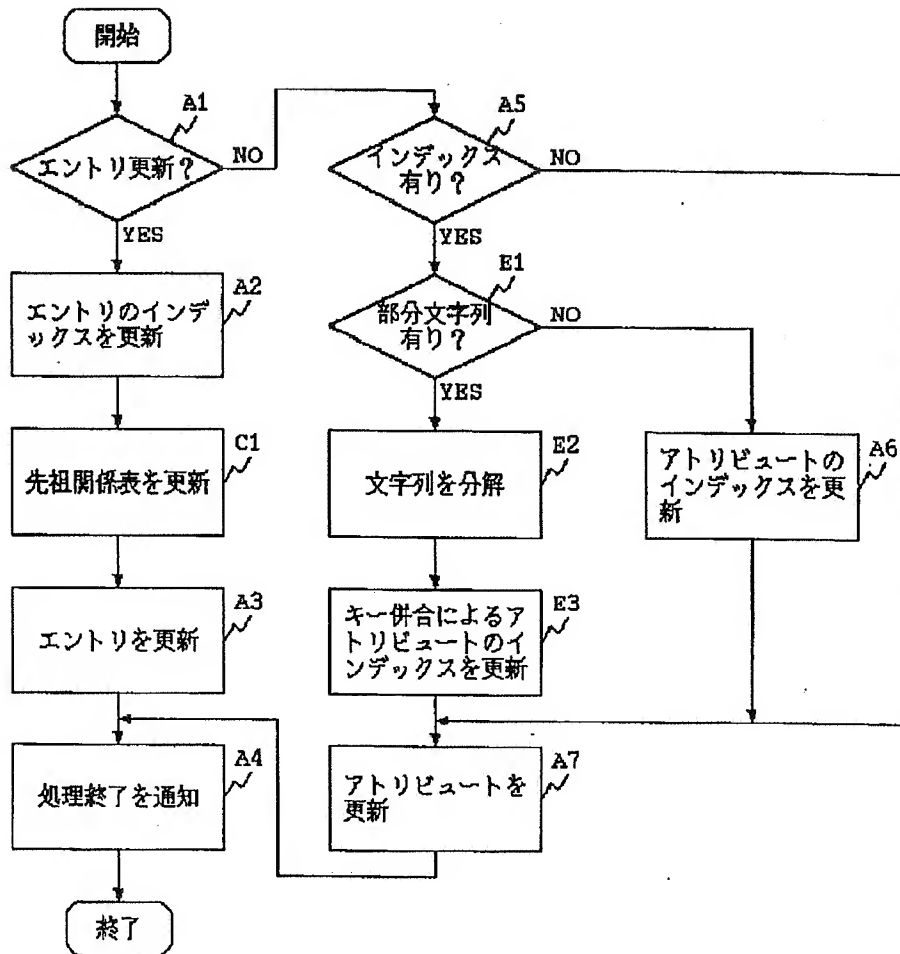 開始
A1
エントリ更新?
NO
YES
A2
エントリのインデ
ックスを更新
C1
先祖関係表を更新
A3
エントリを更新
A4
処理終了を通知
終了
A5
インデックス
有り?
NO
YES
E1
部分文字列
有り?
NO
YES
E2
文字列を分解
E3
キー併合によるア
トリビュートのイ
ンデックスを更新
A6
アトリビュートの
インデックスを更
新
A7
アトリビュートを
更新